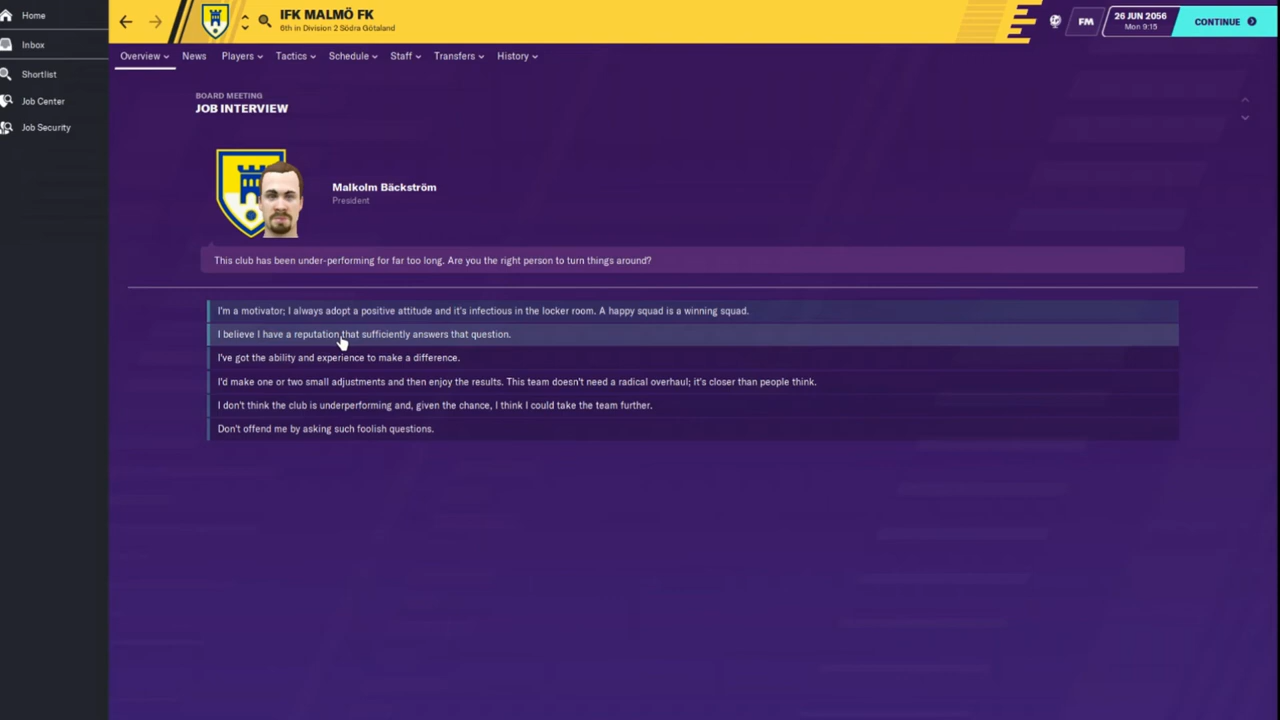 Home
Inbox
Shortlist
Job Center
Job Security
IFK MALMÖ FK
6th in Division 2 Södra Götaland
FM
26 JUN 2056
Mon 9:15
CONTINUE
Overview
News
Players
Tactics
Schedule
Staff
Transfers
History
BOARD MEETING
JOB INTERVIEW
Malkolm Bäckström
President
This club has been under-performing for far too long. Are you the right person to turn things around?
I'm a motivator; I always adopt a positive attitude and it's infectious in the locker room. A happy squad is a winning squad.
I believe I have a reputation that sufficiently answers that question.
I've got the ability and experience to make a difference.
I'd make one or two small adjustments and then enjoy the results. This team doesn't need a radical overhaul; it's closer than people think.
I don't think the club is underperforming and, given the chance, I think I could take the team further.
Don't offend me by asking such foolish questions.